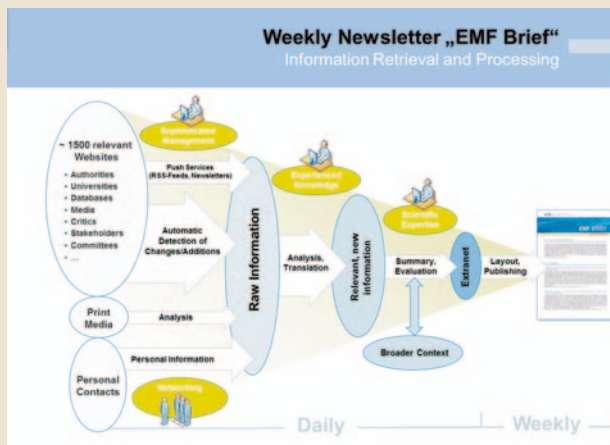 Weekly Newsletter „EMF Brief“
Information Retrieval and Processing
~ 1500 relevant
Websites
• Authorities
• Universities
• Databases
• Media
• Critics
• Stakeholders
• Committees
• ...
Sophisticated
Management
Push Services
(RSS-Feeds, Newsletters)
Automatic
Detection of
Changes/Additions
Print
Media
Analysis
Personal
Contacts
Personal Information
Networking
Raw Information
Experienced
Knowledge
Analysis,
Translation
Relevant, new
information
Scientific
Expertise
Summary,
Evaluation
Broader Context
Extranet
Layout,
Publishing
EMF Brief
Daily
Weekly